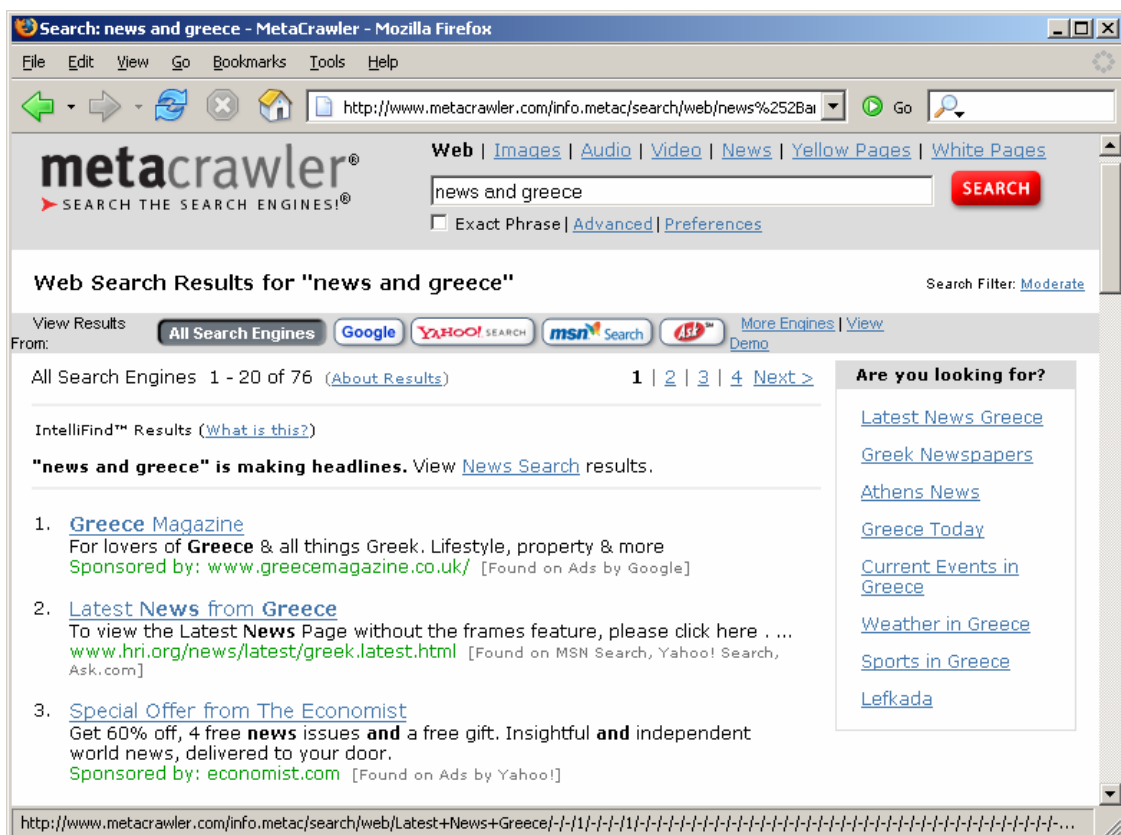 Search: news and greece - MetaCrawler - Mozilla Firefox
File Edit View Go Bookmarks Tools Help
http://www.metacrawler.com/info.metac/search/web/news%252Bar Go
metacrawler®
SEARCH THE SEARCH ENGINES!®
Web | Images | Audio | Video | News | Yellow Pages | White Pages
news and greece SEARCH
Exact Phrase | Advanced | Preferences
Web Search Results for "news and greece" Search Filter: Moderate
View Results From: All Search Engines Google YAHOO! SEARCH msn Search Ask™ More Engines | View Demo
All Search Engines 1 - 20 of 76 (About Results) 1 | 2 | 3 | 4 Next >
IntelliFind™ Results (What is this?)
"news and greece" is making headlines. View News Search results.
1. Greece Magazine
For lovers of Greece & all things Greek. Lifestyle, property & more
Sponsored by: www.greecemagazine.co.uk/ [Found on Ads by Google]
2. Latest News from Greece
To view the Latest News Page without the frames feature, please click here . ...
www.hri.org/news/latest/greek.latest.html [Found on MSN Search, Yahoo! Search,
Ask.com]
3. Special Offer from The Economist
Get 60% off, 4 free news issues and a free gift. Insightful and independent
world news, delivered to your door.
Sponsored by: economist.com [Found on Ads by Yahoo!]
Are you looking for?
Latest News Greece
Greek Newspapers
Athens News
Greece Today
Current Events in
Greece
Weather in Greece
Sports in Greece
Lefkada
http://www.metacrawler.com/info.metac/search/web/Latest+News+Greece/-/-/1/-/-/-/1/-/-/-/-/-/-/-/-/-/-/-/-/-/-/-/-/-/-/-/-/-/-/-/-/-/-/-/-/-...